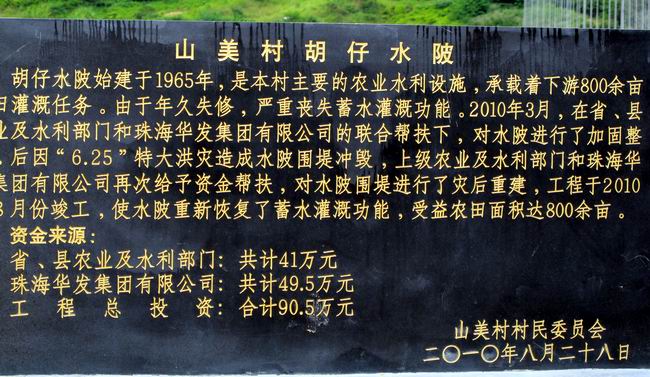 山美村胡仔水陂
胡仔水陂始建于1965年，是本村主要的农业水利设施，承载着下游800余亩
田灌溉任务。由于年久失修，严重丧失蓄水灌溉功能。2010年3月，在省、县
业及水利部门和珠海华发集团有限公司的联合帮扶下，对水陂进行了加固整
，后因“6.25”特大洪灾造成水陂围堤冲毁，上级农业及水利部门和珠海华
集团有限公司再次给予资金帮扶，对水陂围堤进行了灾后重建，工程于2010
8月份竣工，使水陂重新恢复了蓄水灌溉功能，受益农田面积达800余亩。
资金来源：
省、县农业及水利部门：共计41万元
珠海华发集团有限公司：共计49.5万元
工程总投资：合计90.5万元
山美村村民委员会
二〇一〇年八月二十八日